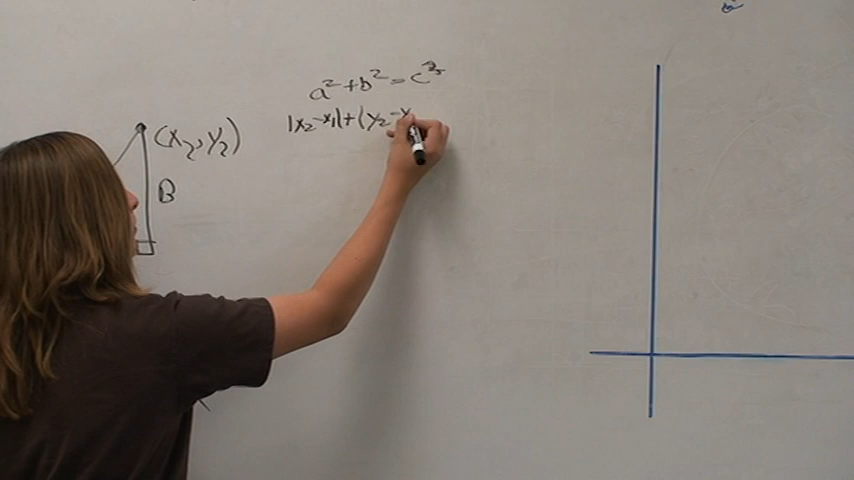 a² + b² = c²
|x₂ - x₁| + (y₂ - y
(x₂, y₂)
B